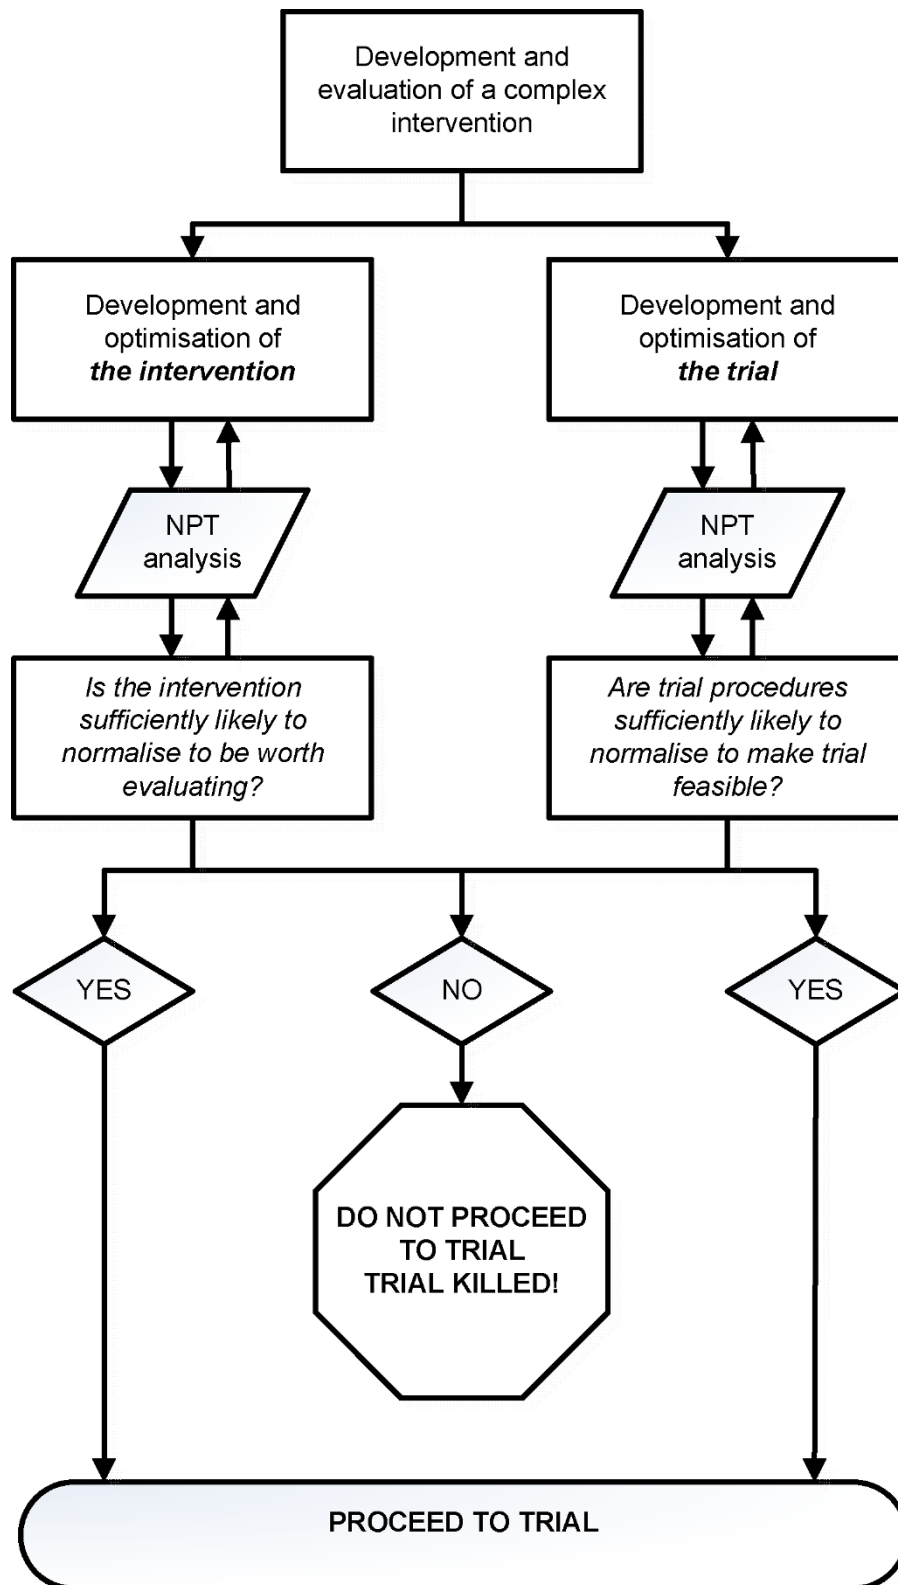 Development and
evaluation of a complex
intervention
Development and
optimisation of
the intervention
Development and
optimisation of
the trial
NPT
analysis
NPT
analysis
Is the intervention
sufficiently likely to
normalise to be worth
evaluating?
Are trial procedures
sufficiently likely to
normalise to make trial
feasible?
YES
NO
YES
DO NOT PROCEED
TO TRIAL
TRIAL KILLED!
PROCEED TO TRIAL